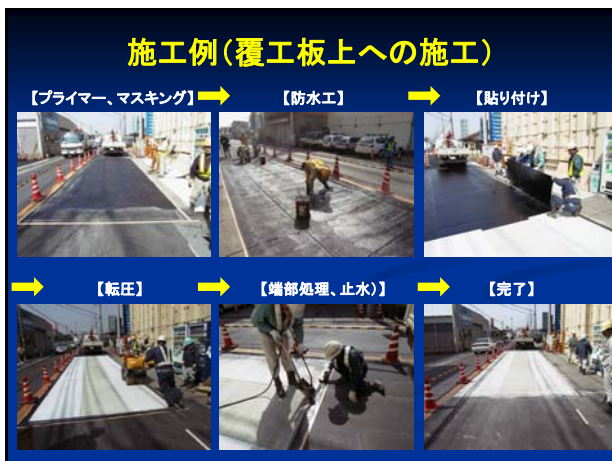 施工例(覆工板上への施工)
【プライマー、マスキング】
【防水工】
【貼り付け】
【転圧】
【端部処理、止水)】
【完了】